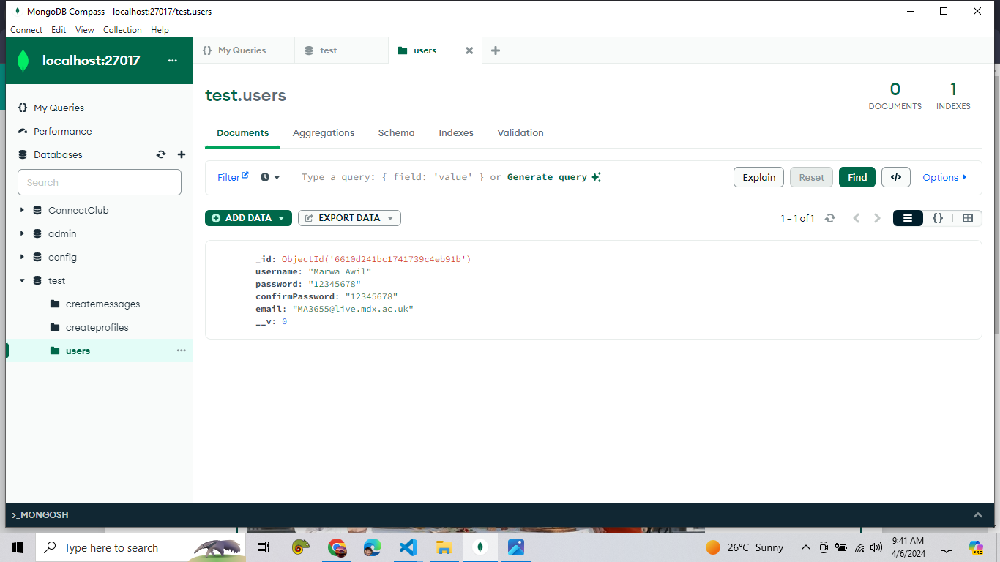 MongoDB Compass - localhost:27017/test.users
Connect Edit View Collection Help
localhost:27017 ...
{} My Queries
Performance
Databases
Search
ConnectClub
admin
config
test
createmessages
createprofiles
users ...
{} My Queries test users
test.users
0 DOCUMENTS
1 INDEXES
Documents Aggregations Schema Indexes Validation
Filter Type a query: { field: 'value' } or Generate query Explain Reset Find </> Options
ADD DATA EXPORT DATA 1 – 1 of 1 {}
_id: ObjectId('6610d241bc1741739c4eb91b')
username: "Marwa Awil"
password: "12345678"
confirmPassword: "12345678"
email: "MA3655@live.mdx.ac.uk"
__v: 0
>_MONGOSH
Type here to search
26°C Sunny
9:41 AM
4/6/2024
PRE